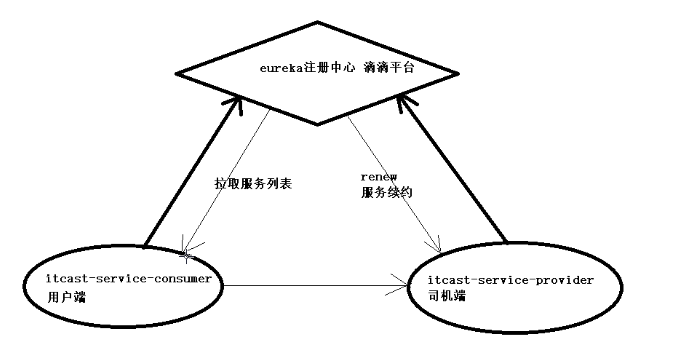 eureka注册中心 滴滴平台
拉取服务列表
renew
服务续约
itcast-service-consumer
用户端
itcast-service-provider
司机端